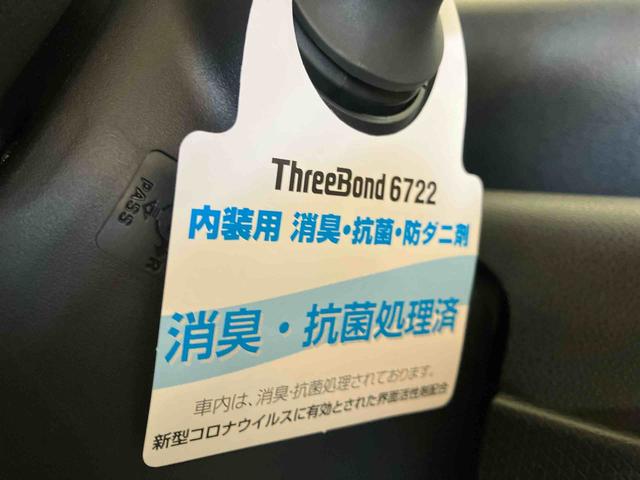 ThreeBond 6722
内装用 消臭・抗菌・防ダニ剤
消臭・抗菌処理済
車内は、消臭・抗菌処理されております。
新型コロナウイルスに有効とされた界面活性剤配合
PASS